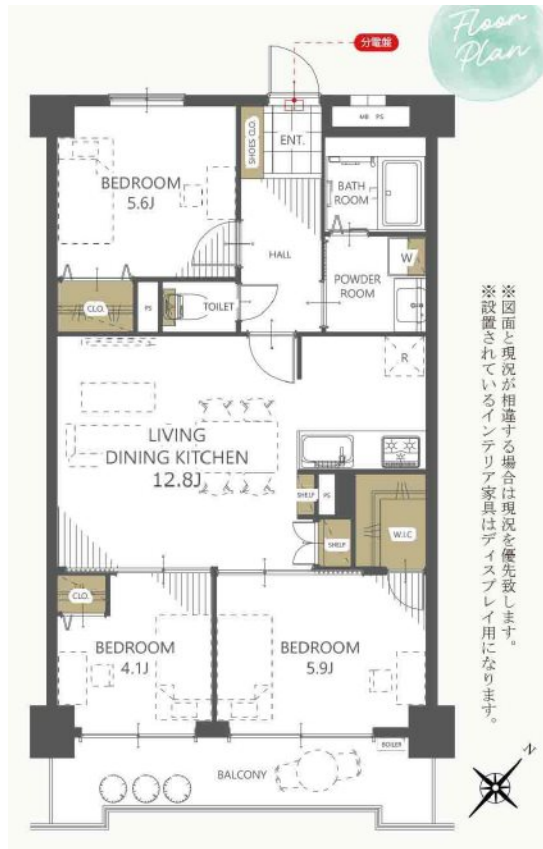 Floor
Plan
分電盤
MB PS
SHOES CLO.
ENT.
BEDROOM
5.6J
BATH
ROOM
HALL
W
POWDER
ROOM
CLO.
PS
TOILET
R
LIVING
DINING KITCHEN
12.8J
SHELF
PS
W.I.C
SHELF
CLO.
BEDROOM
4.1J
BEDROOM
5.9J
BOILER
BALCONY
N
※図面と現況が相違する場合は現況を優先致します。
※設置されているインテリア家具はディスプレイ用になります。